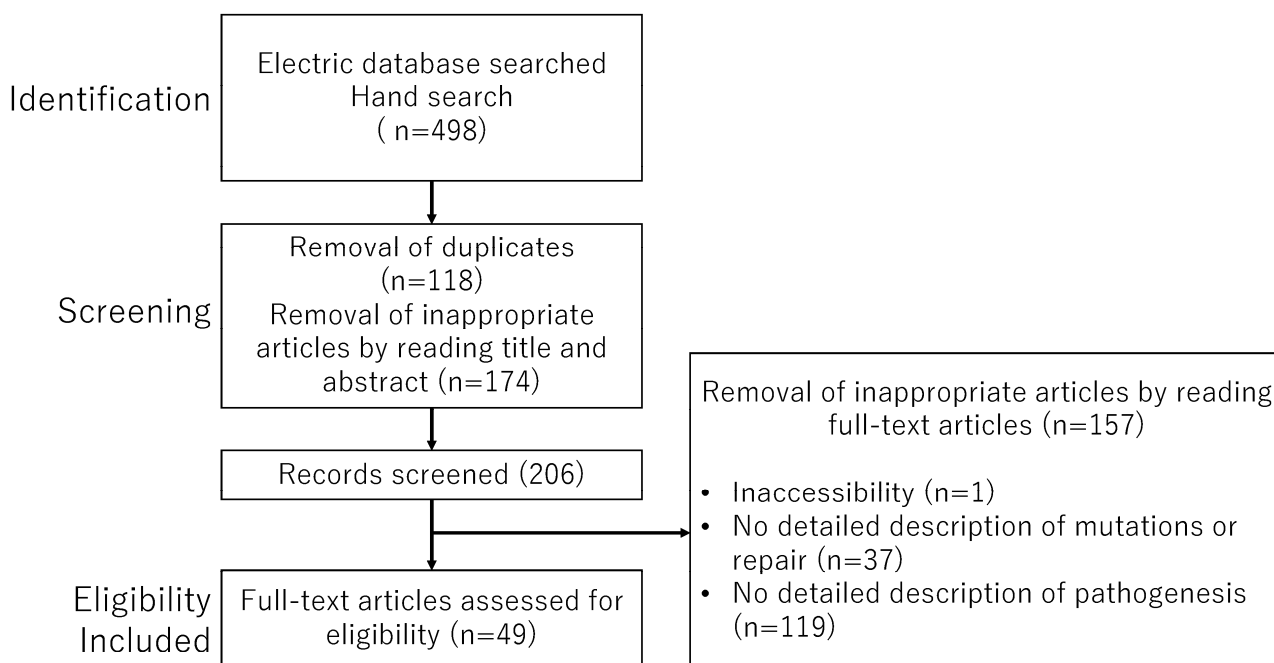 Identification
Electric database searched
Hand search
( n=498)
Screening
Removal of duplicates
(n=118)
Removal of inappropriate
articles by reading title and
abstract (n=174)
Records screened (206)
Removal of inappropriate articles by reading
full-text articles (n=157)
• Inaccessibility (n=1)
• No detailed description of mutations or
repair (n=37)
• No detailed description of pathogenesis
(n=119)
Eligibility
Included
Full-text articles assessed for
eligibility (n=49)